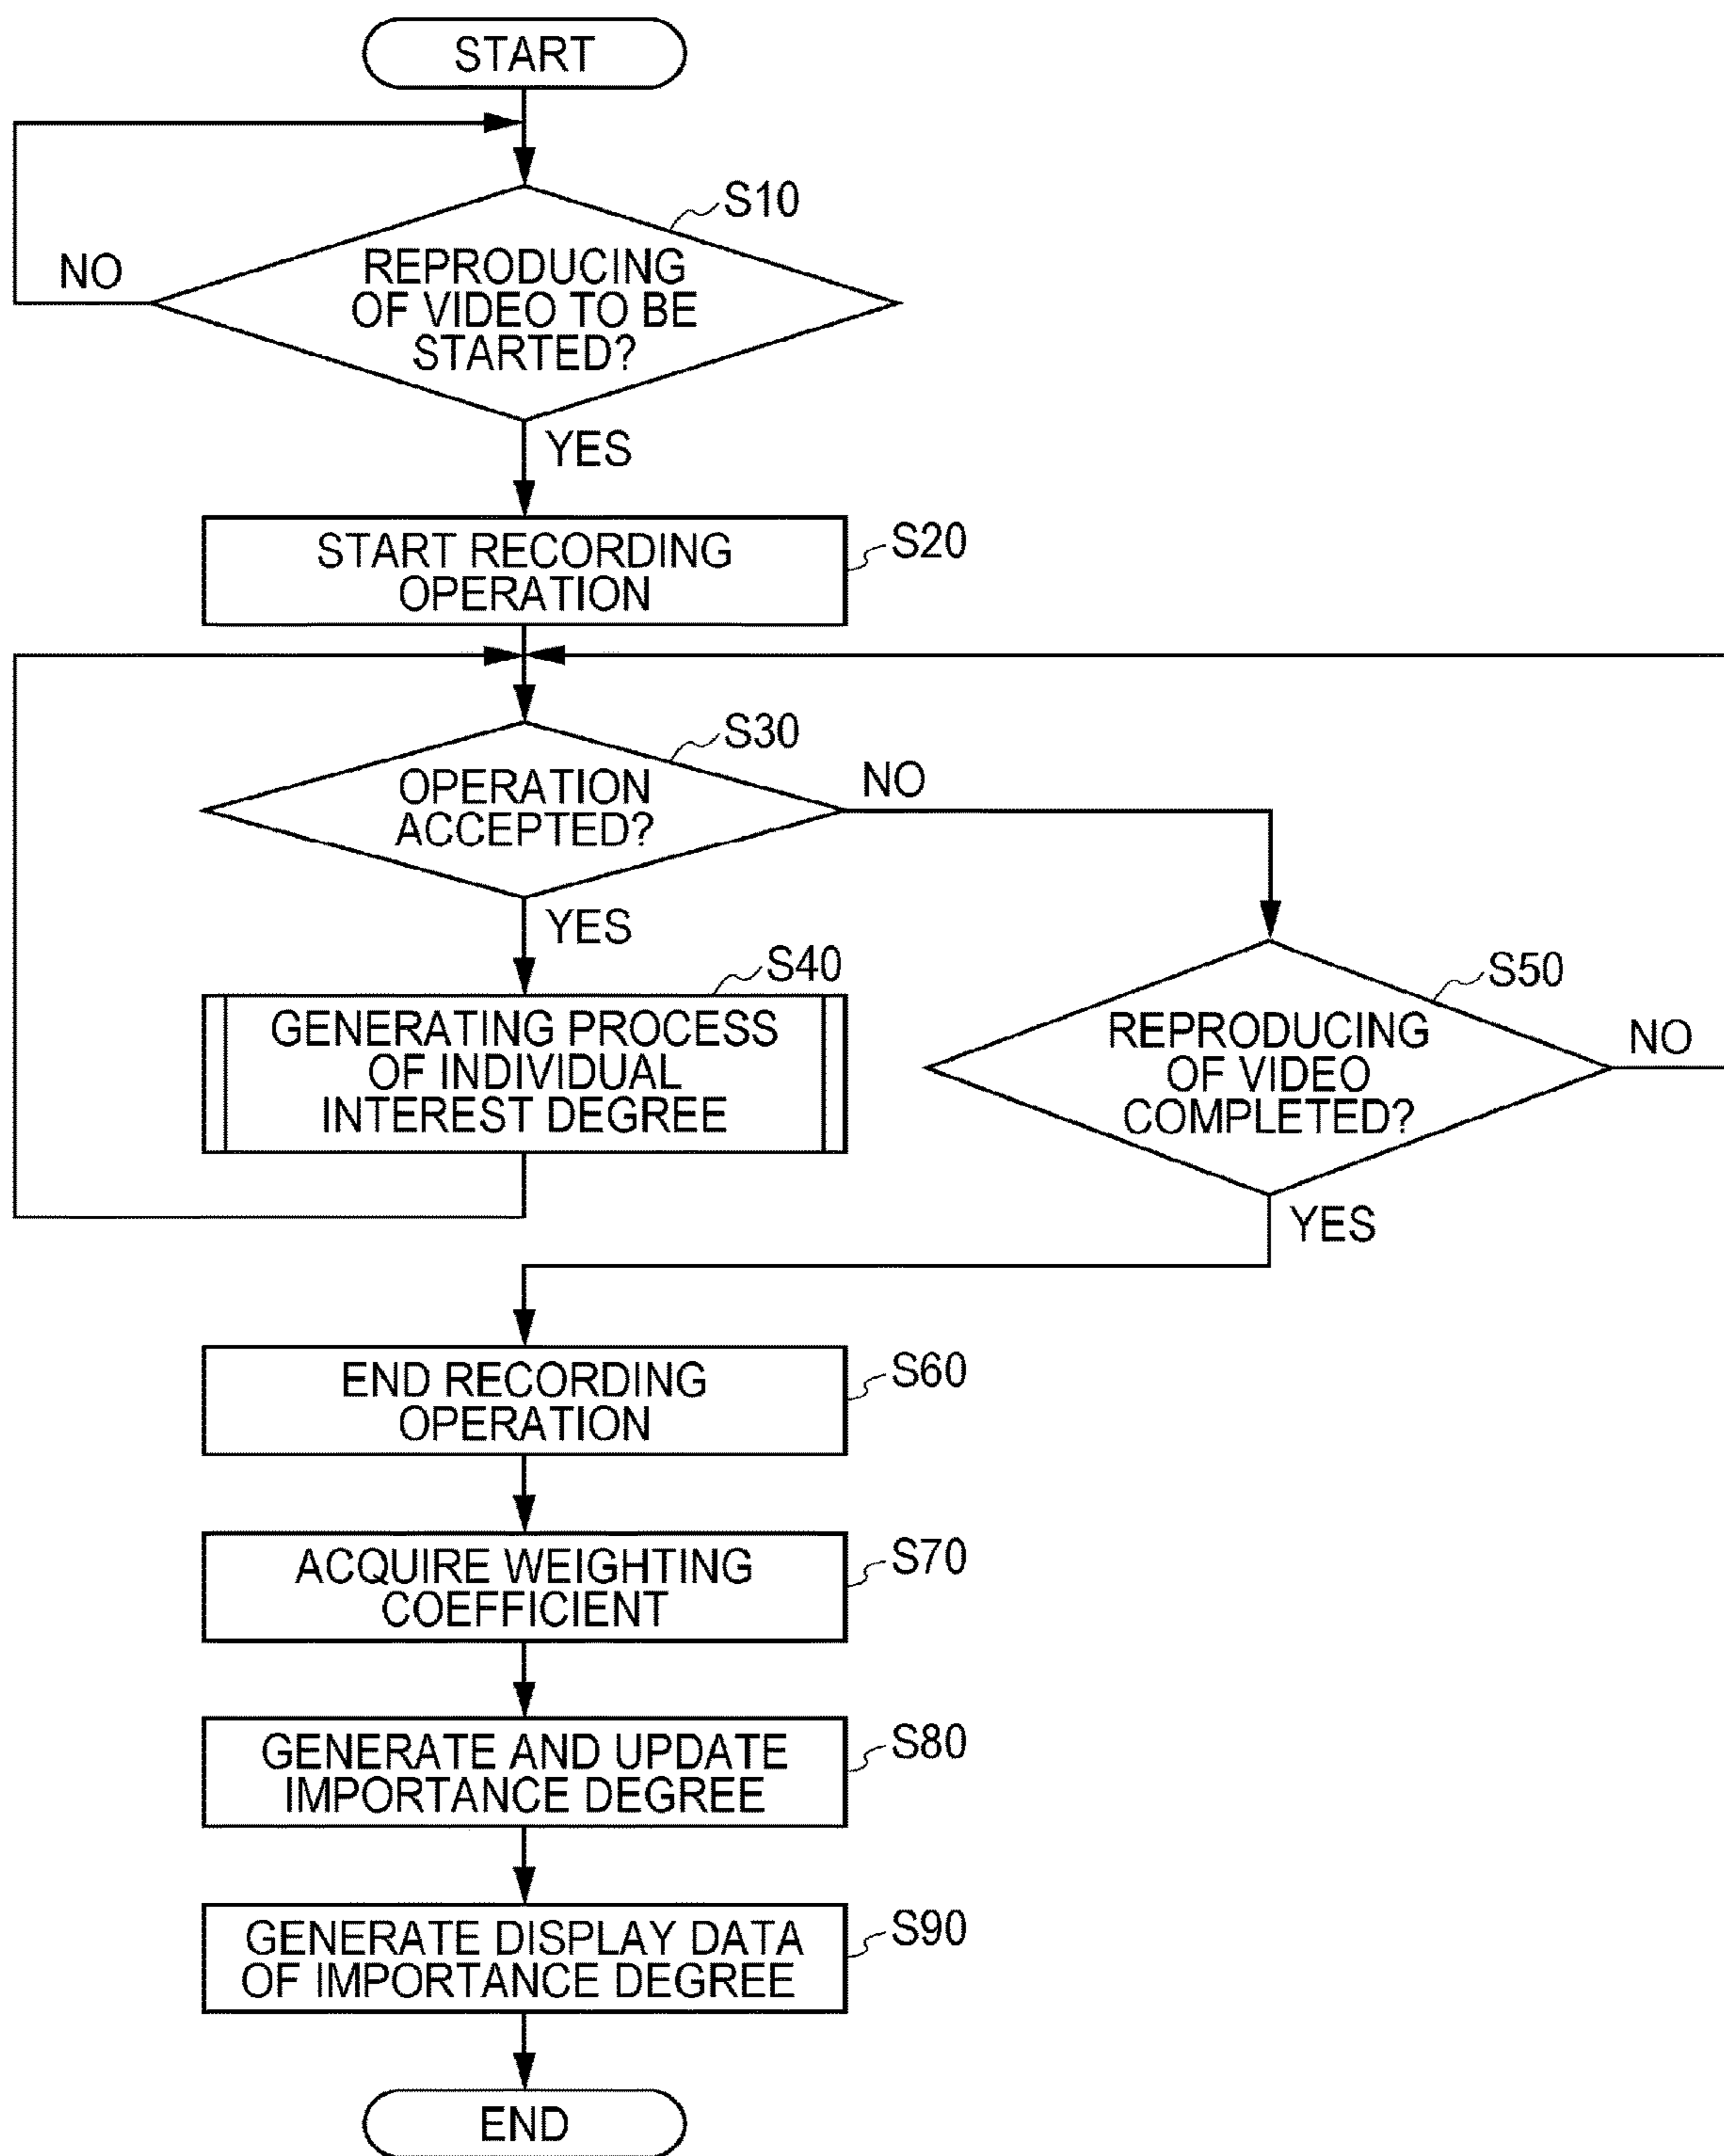 START
S10
REPRODUCING
OF VIDEO TO BE
STARTED?
NO
YES
START RECORDING
OPERATION
S20
S30
OPERATION
ACCEPTED?
NO
YES
S40
GENERATING PROCESS
OF INDIVIDUAL
INTEREST DEGREE
S50
REPRODUCING
OF VIDEO
COMPLETED?
NO
YES
END RECORDING
OPERATION
S60
ACQUIRE WEIGHTING
COEFFICIENT
S70
GENERATE AND UPDATE
IMPORTANCE DEGREE
S80
GENERATE DISPLAY DATA
OF IMPORTANCE DEGREE
S90
END